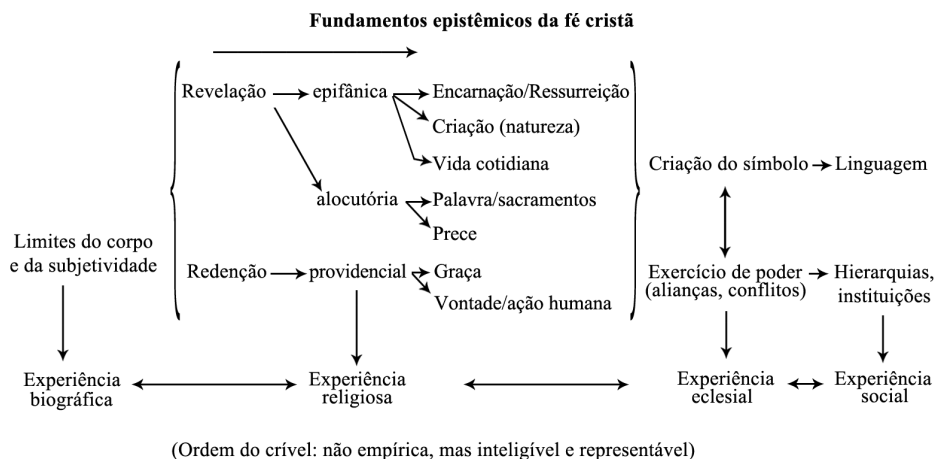 Fundamentos epistêmicos da fé cristã
Revelação
epifânica
Encarnação/Ressurreição
Criação (natureza)
Vida cotidiana
alocutória
Palavra/sacramentos
Prece
Limites do corpo
e da subjetividade
Redenção
providencial
Graça
Vontade/ação humana
Criação do símbolo
Linguagem
Exercício de poder
(alianças, conflitos)
Hierarquias,
instituições
Experiência
biográfica
Experiência
religiosa
Experiência
eclesial
Experiência
social
(Ordem do crível: não empírica, mas inteligível e representável)